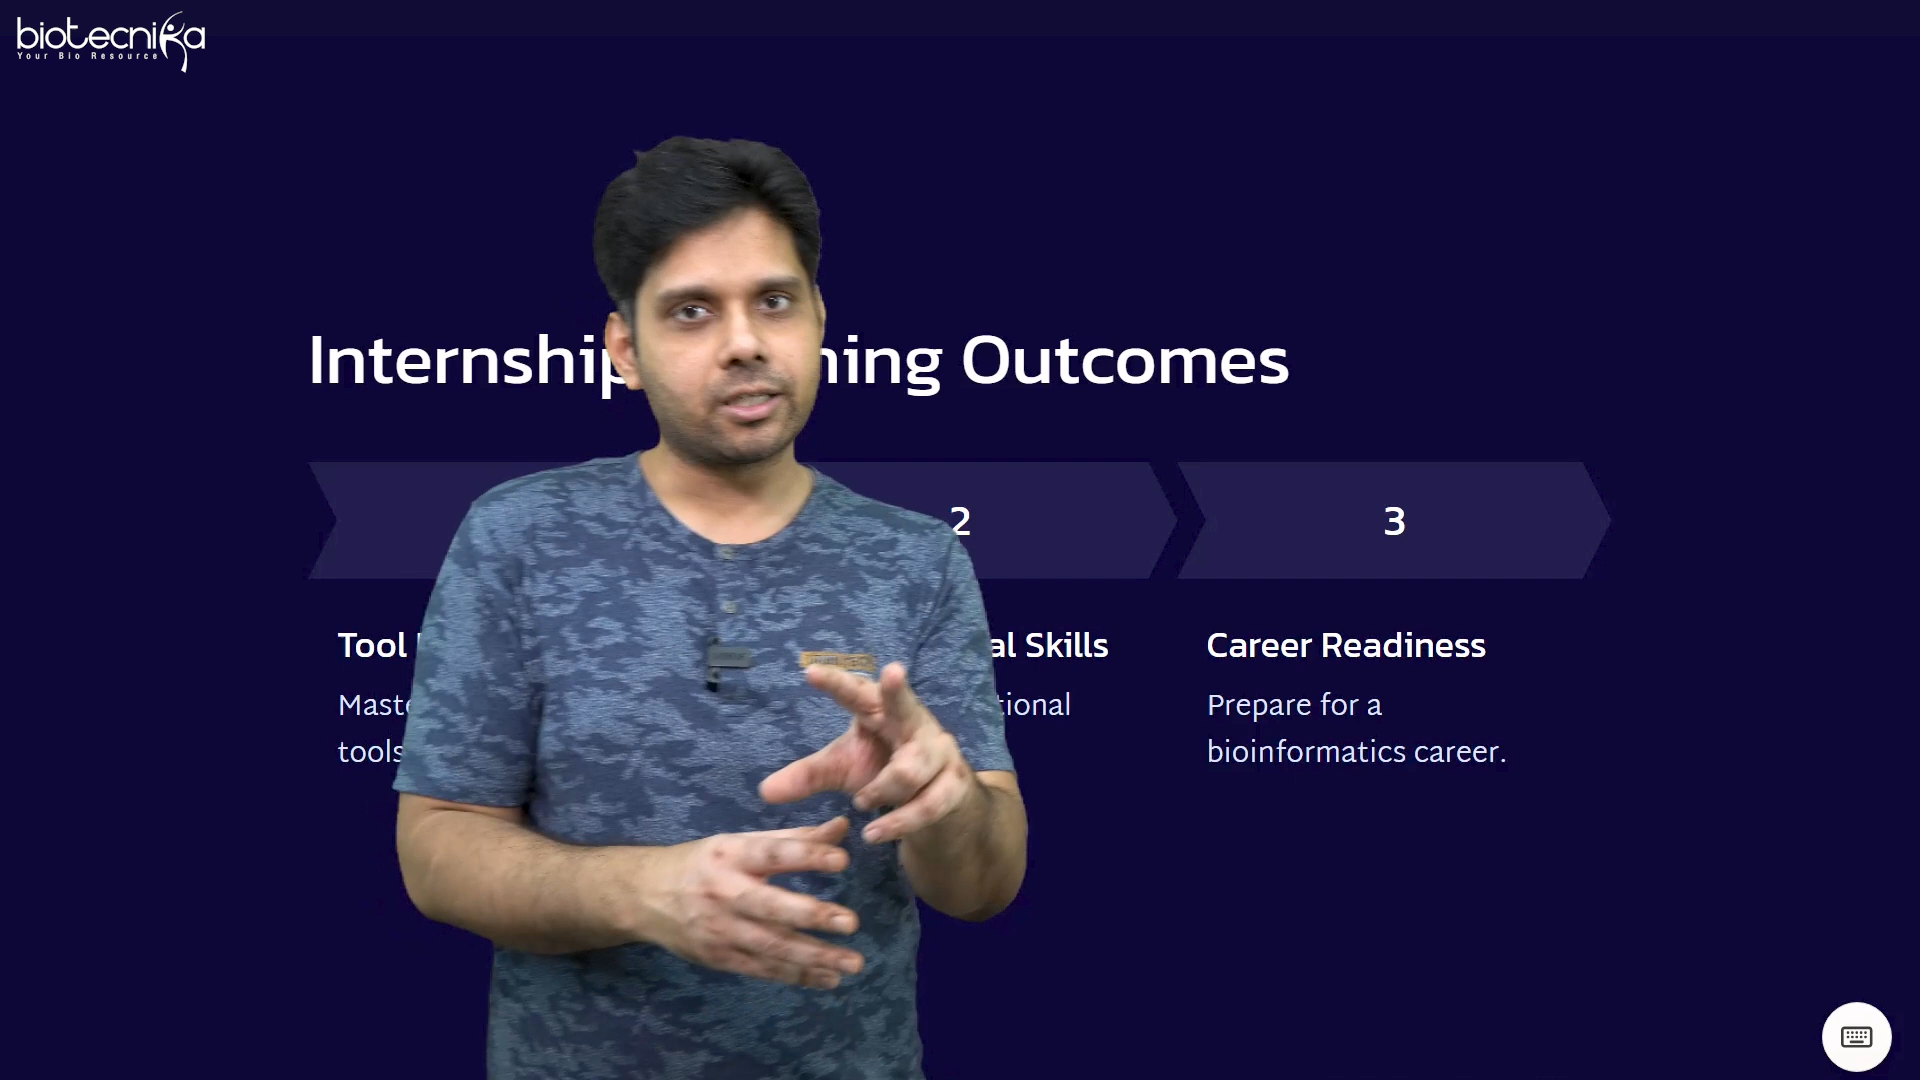 biotecnika
Your Bio Resource
Internship ning Outcomes
2
3
Tool al Skills
Career Readiness
Maste tional
Prepare for a
tools
bioinformatics career.